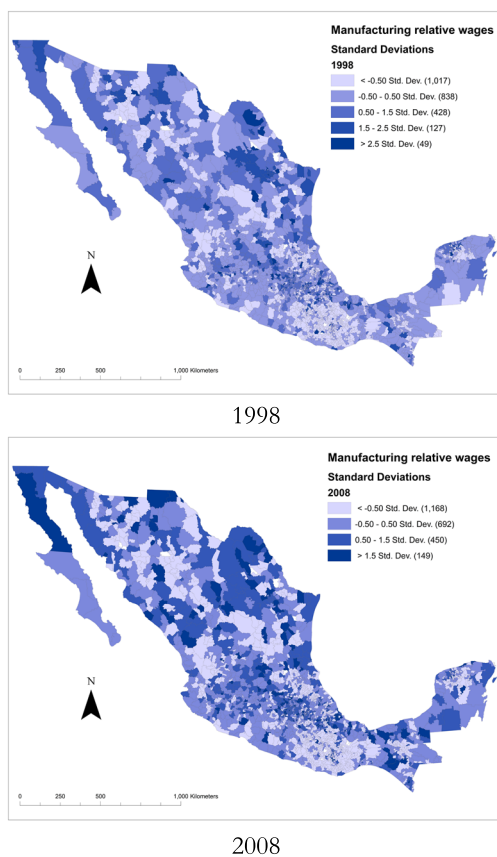 Manufacturing relative wages
Standard Deviations
1998
< -0.50 Std. Dev. (1,017)
-0.50 - 0.50 Std. Dev. (838)
0.50 - 1.5 Std. Dev. (428)
1.5 - 2.5 Std. Dev. (127)
> 2.5 Std. Dev. (49)
N
0 250 500 1,000 Kilometers
1998
Manufacturing relative wages
Standard Deviations
2008
< -0.50 Std. Dev. (1,168)
-0.50 - 0.50 Std. Dev. (692)
0.50 - 1.5 Std. Dev. (450)
> 1.5 Std. Dev. (149)
N
0 250 500 1,000 Kilometers
2008